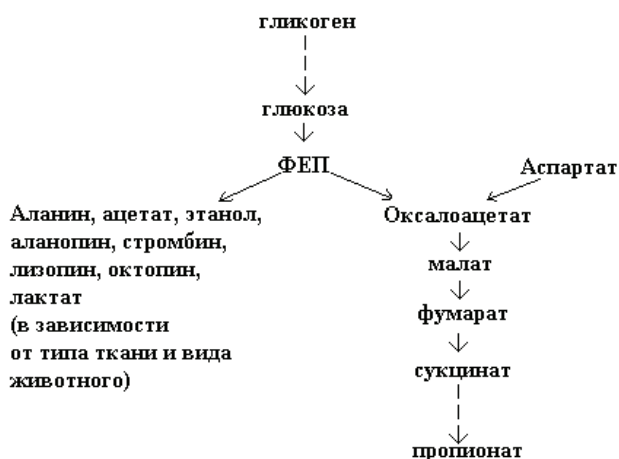 гликоген
глюкоза
ФЕП
Аспартат
Аланин, ацетат, этанол,
аланопин, стромбин,
лизопин, октопин,
лактат
(в зависимости
от типа ткани и вида
животного)
Оксалоацетат
малат
фумарат
сукцинат
пропионат